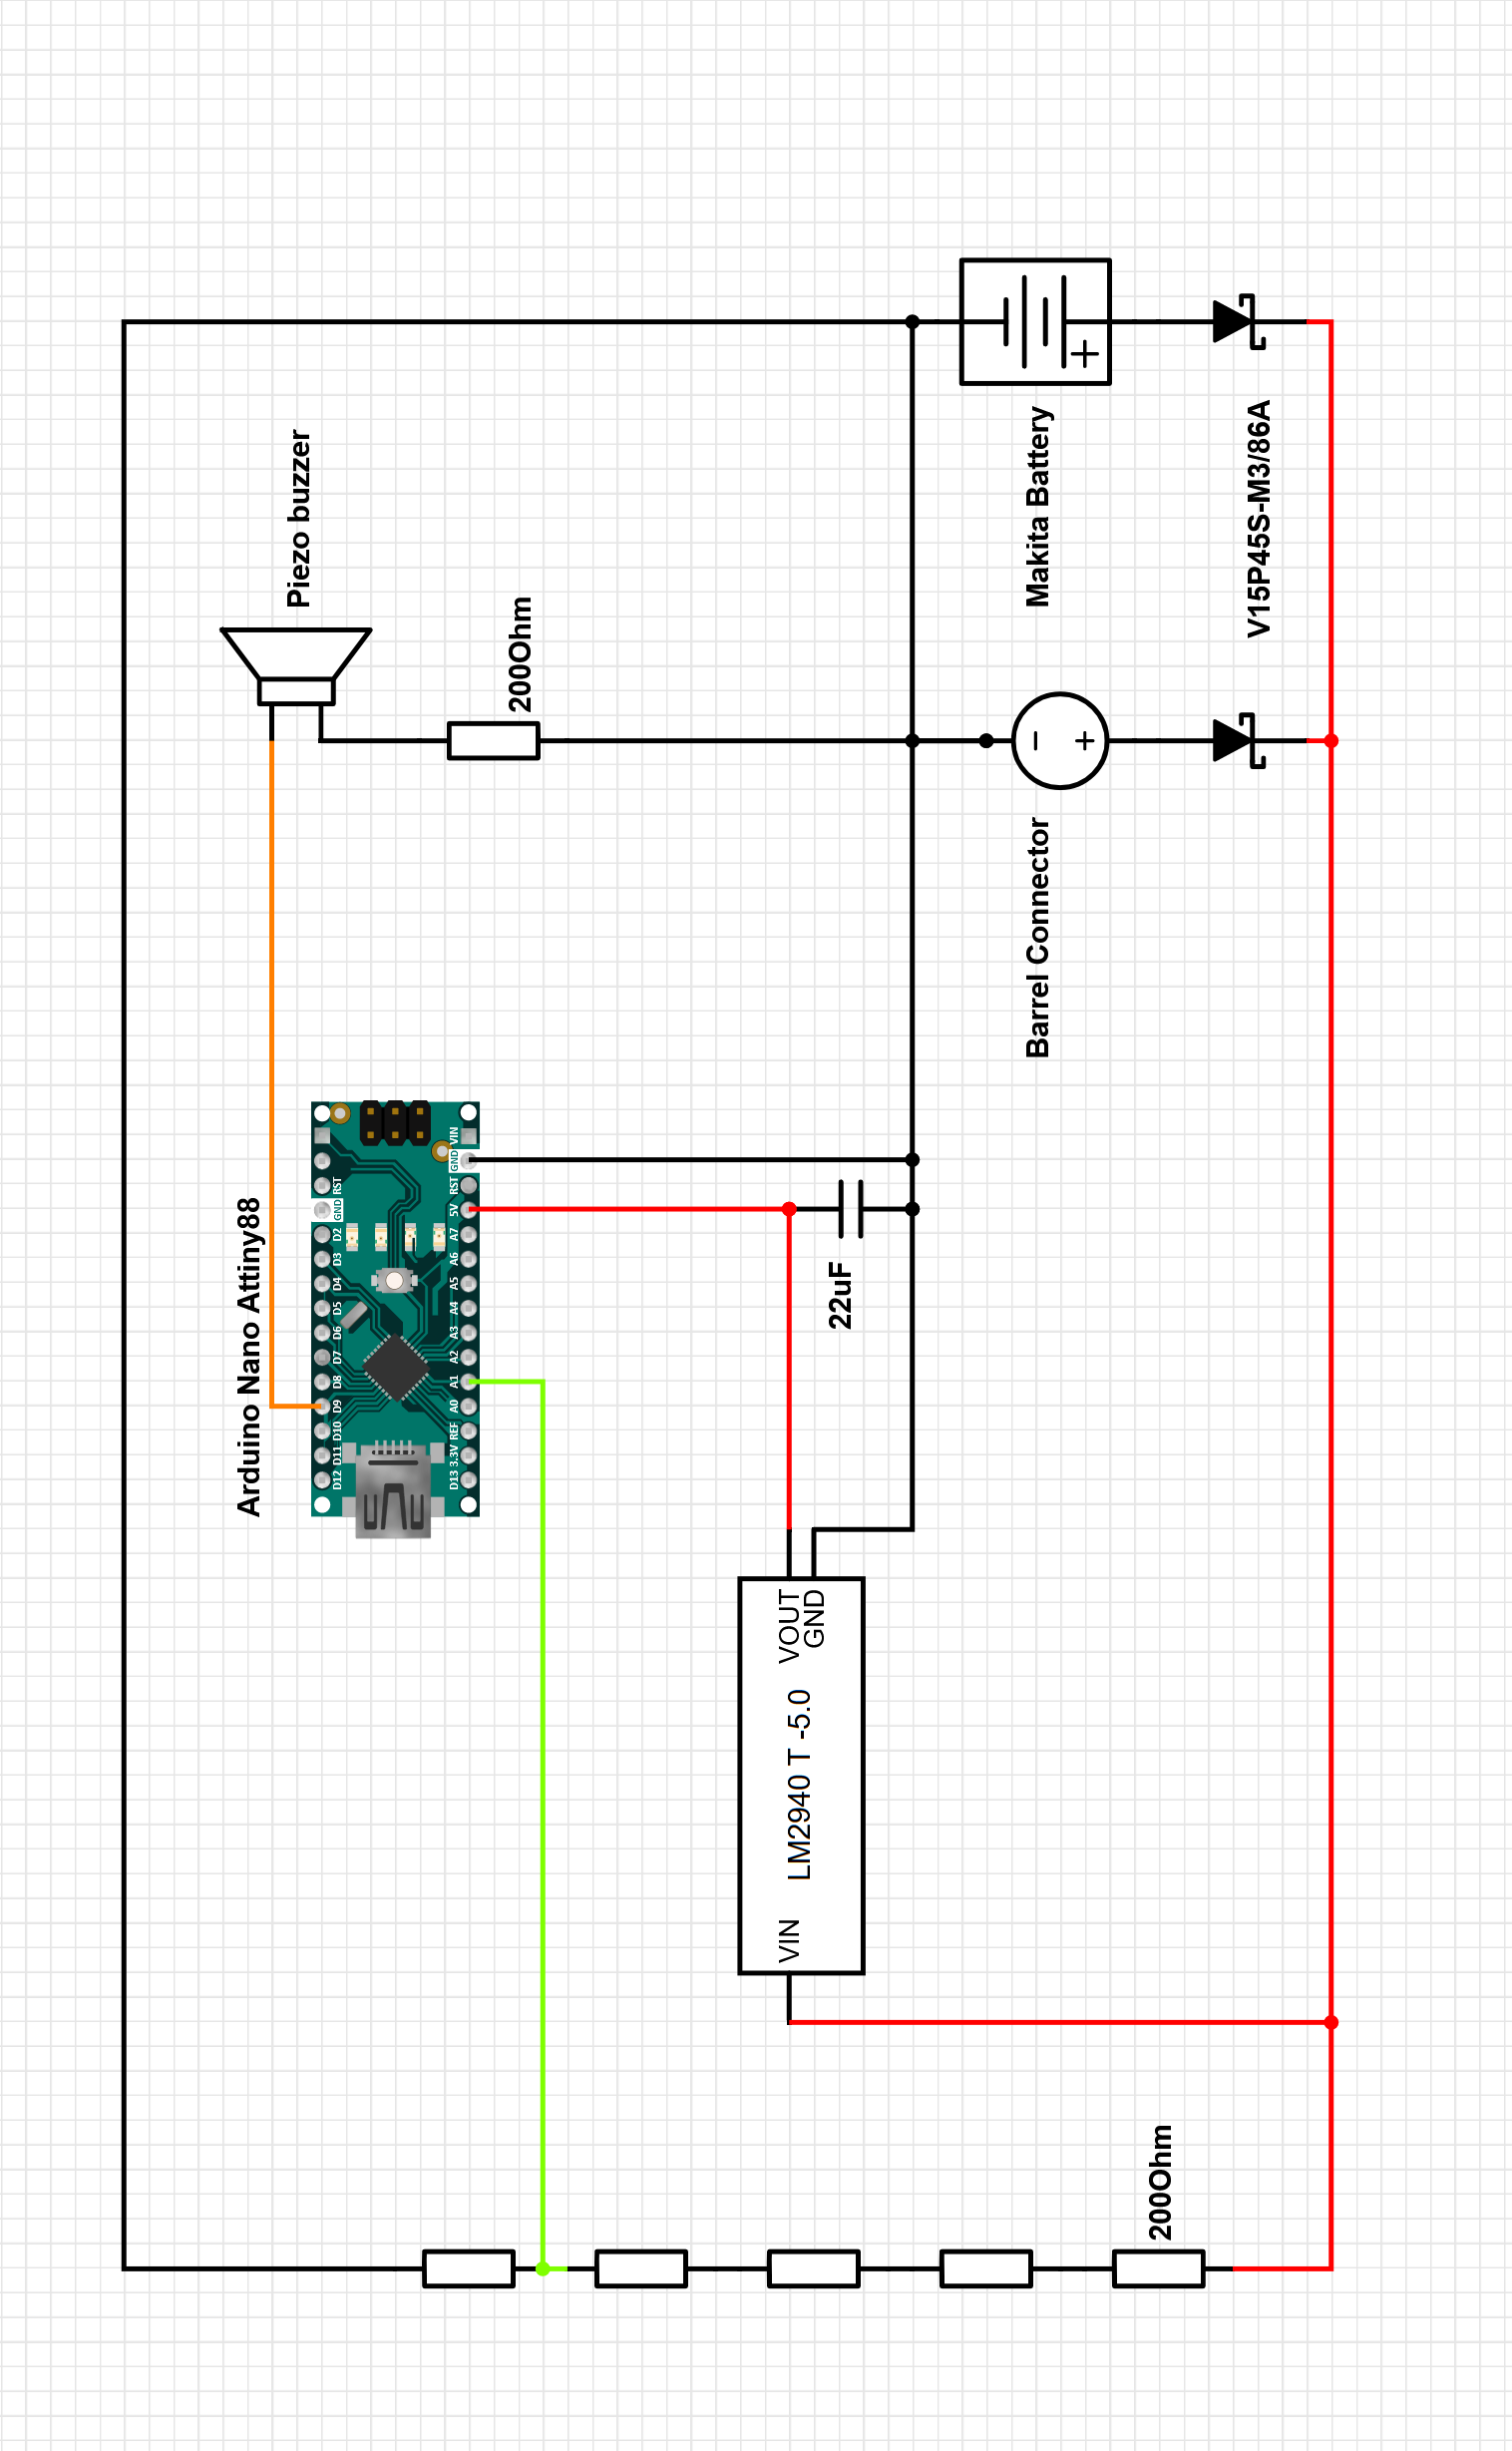 Arduino Nano Attiny88
Piezo buzzer
D12 D11 D10 D9 D8 D7 D6 D5 D4 D3 D2 GND RST
D13 3.3V REF A0 A1 A2 A3 A4 A5 A6 A7 5V RST GND VIN
200Ohm
VIN
LM2940 T -5.0
VOUT
GND
22uF
Barrel Connector
Makita Battery
200Ohm
V15P45S-M3/86A